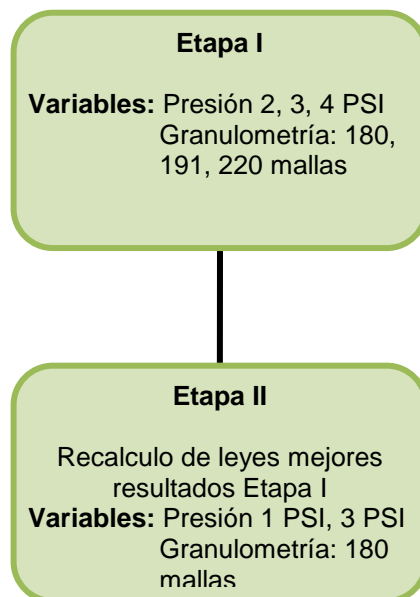 Etapa I
Variables: Presión 2, 3, 4 PSI
Granulometría: 180,
191, 220 mallas
Etapa II
Recalculo de leyes mejores
resultados Etapa I
Variables: Presión 1 PSI, 3 PSI
Granulometría: 180
mallas